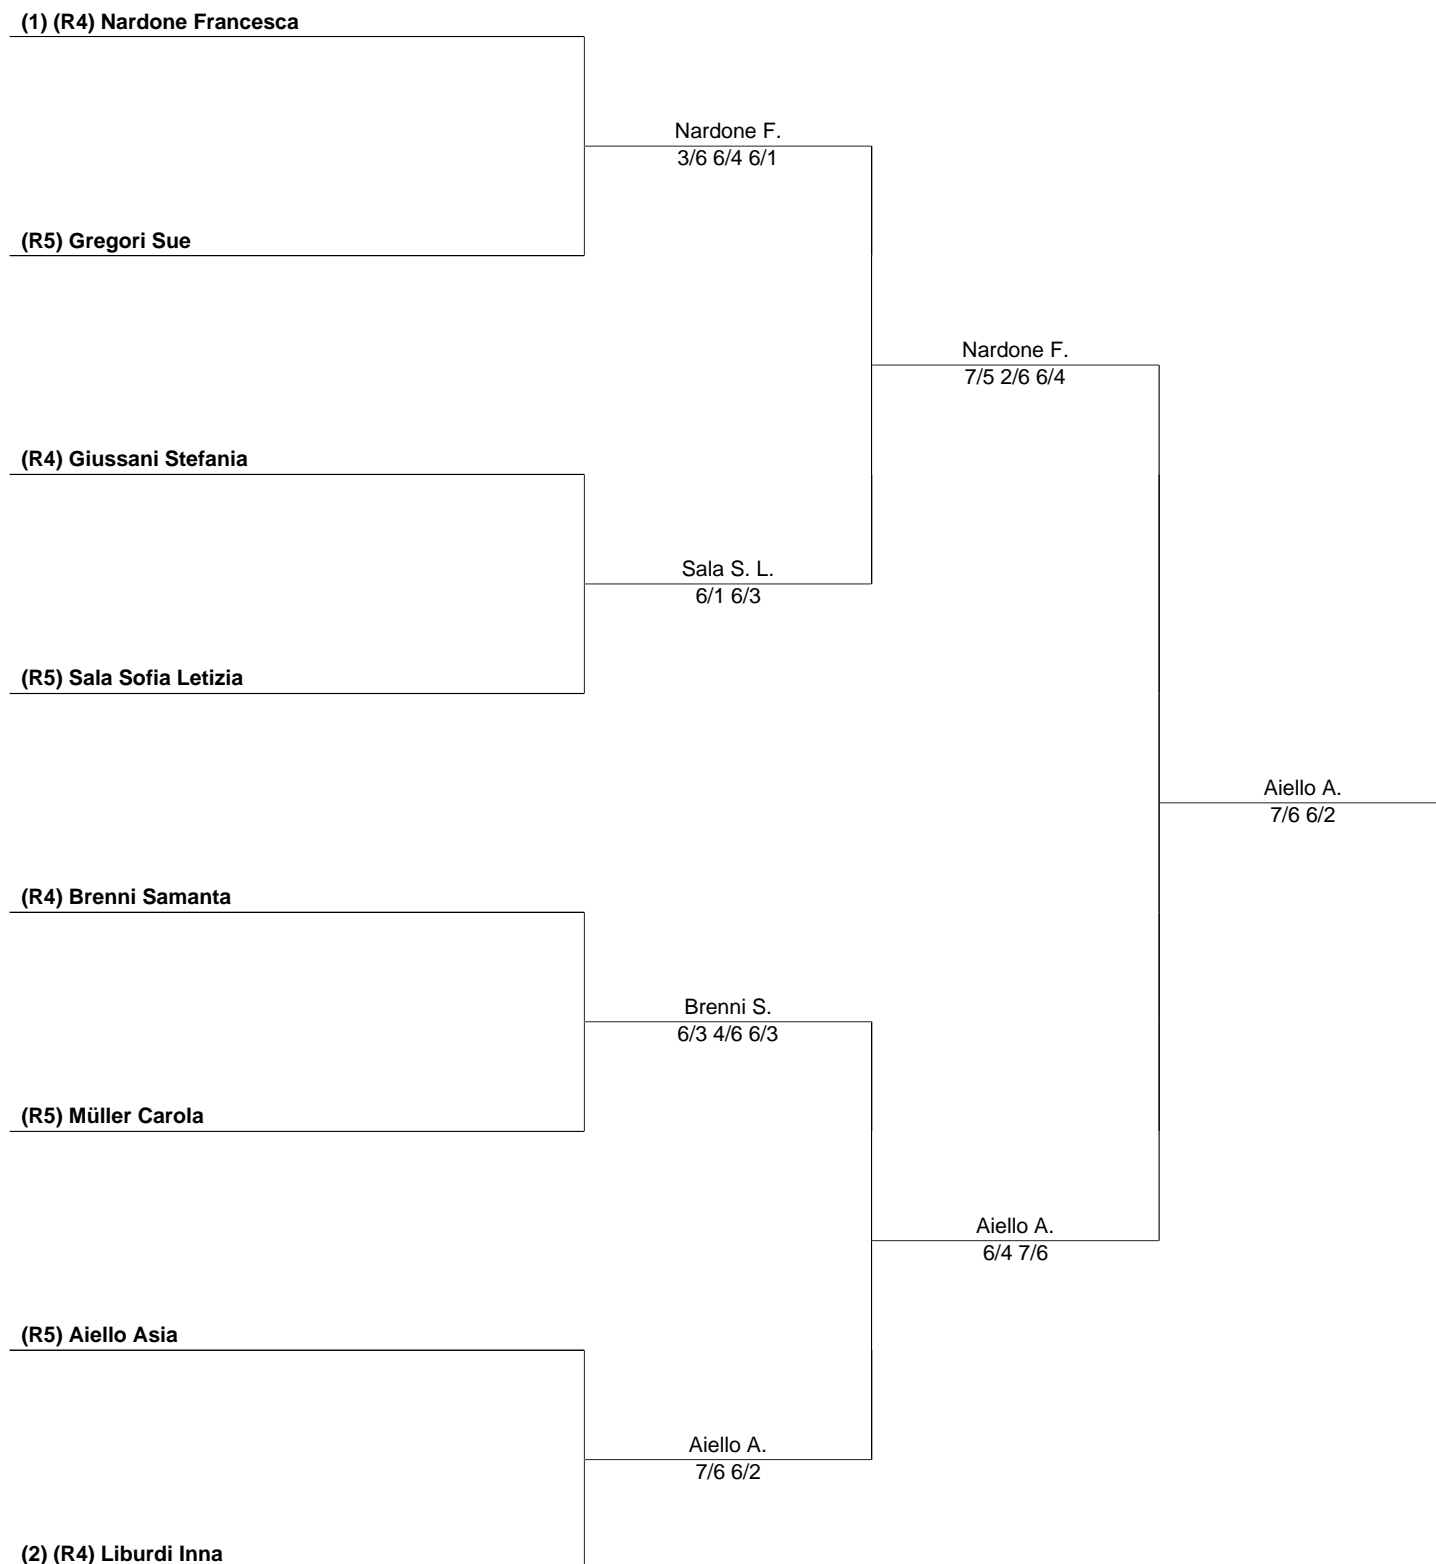 (1) (R4) Nardone Francesca
Nardone F.
3/6 6/4 6/1
(R5) Gregori Sue
Nardone F.
7/5 2/6 6/4
(R4) Giussani Stefania
Sala S. L.
6/1 6/3
(R5) Sala Sofia Letizia
Aiello A.
7/6 6/2
(R4) Brenni Samanta
Brenni S.
6/3 4/6 6/3
(R5) Müller Carola
Aiello A.
6/4 7/6
(R5) Aiello Asia
Aiello A.
7/6 6/2
(2) (R4) Liburdi Inna